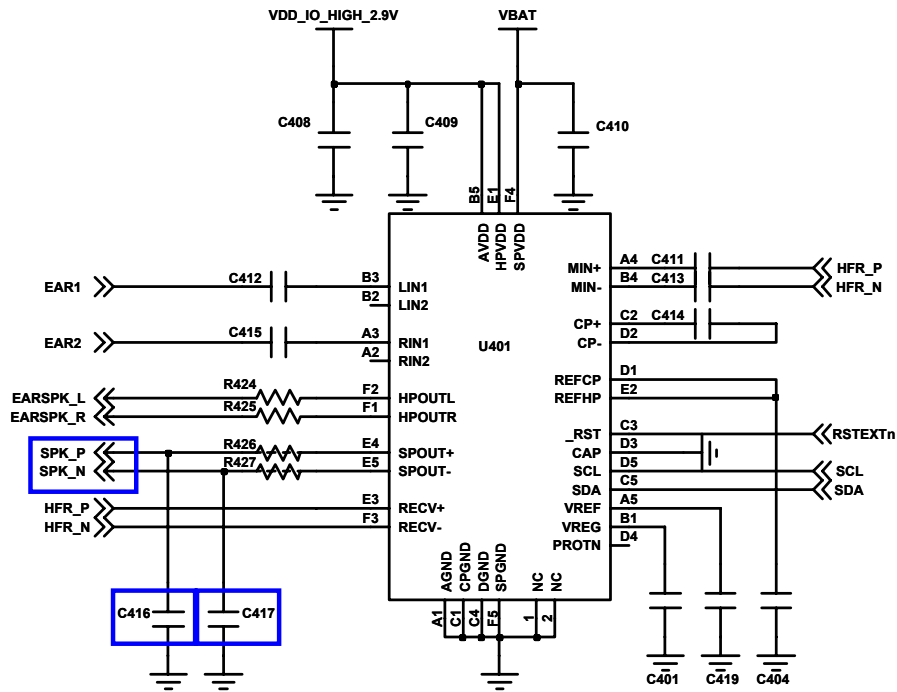 VDD_IO_HIGH_2.9V
VBAT
C408
C409
C410
B5
E1
F4
AVDD
HPVDD
SPVDD
EAR1
C412
B3
LIN1
B2
LIN2
EAR2
C415
A3
RIN1
A2
RIN2
U401
MIN+
A4
C411
HFR_P
MIN-
B4
C413
HFR_N
CP+
C2
C414
CP-
D2
REFCP
D1
REFHP
E2
EARSPK_L
R424
F2
HPOUTL
EARSPK_R
R425
F1
HPOUTR
SPK_P
R426
E4
SPOUT+
SPK_N
R427
E5
SPOUT-
HFR_P
E3
RECV+
HFR_N
F3
RECV-
_RST
C3
RSTEXTn
CAP
D3
SCL
D5
SCL
SDA
C5
SDA
VREF
A5
VREG
B1
PROTN
D4
AGND
CPGND
DGND
SPGND
NC
NC
A1
C1
C4
F5
1
2
C416
C417
C401
C419
C404